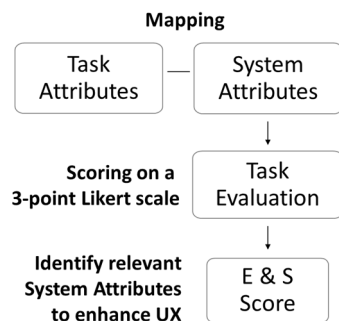 Mapping
Task
Attributes
System
Attributes
Scoring on a
3-point Likert scale
Task
Evaluation
Identify relevant
System Attributes
to enhance UX
E & S
Score